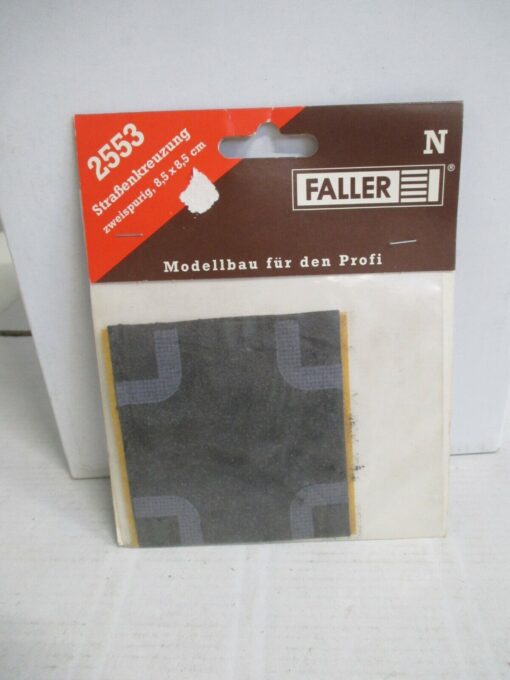 2553
Straßenkreuzung
zweispurig, 8,5 x 8,5 cm
N
FALLER®
Modellbau für den Profi